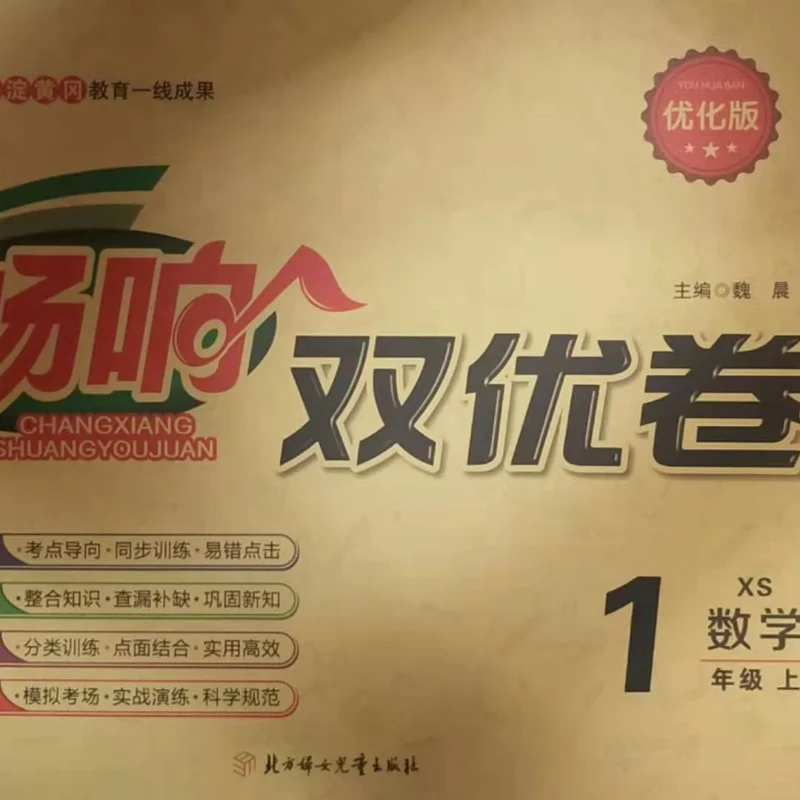 淀黄冈教育一线成果
YOU HUA BAN
优化版
主编 魏 晨
畅响
双优卷
CHANGXIANG
SHUANGYOUJUAN
·考点导向·同步训练·易错点击
·整合知识·查漏补缺·巩固新知
·分类训练·点面结合·实用高效
·模拟考场·实战演练·科学规范
1
XS
数学
年级 上
北方妇女儿童出版社